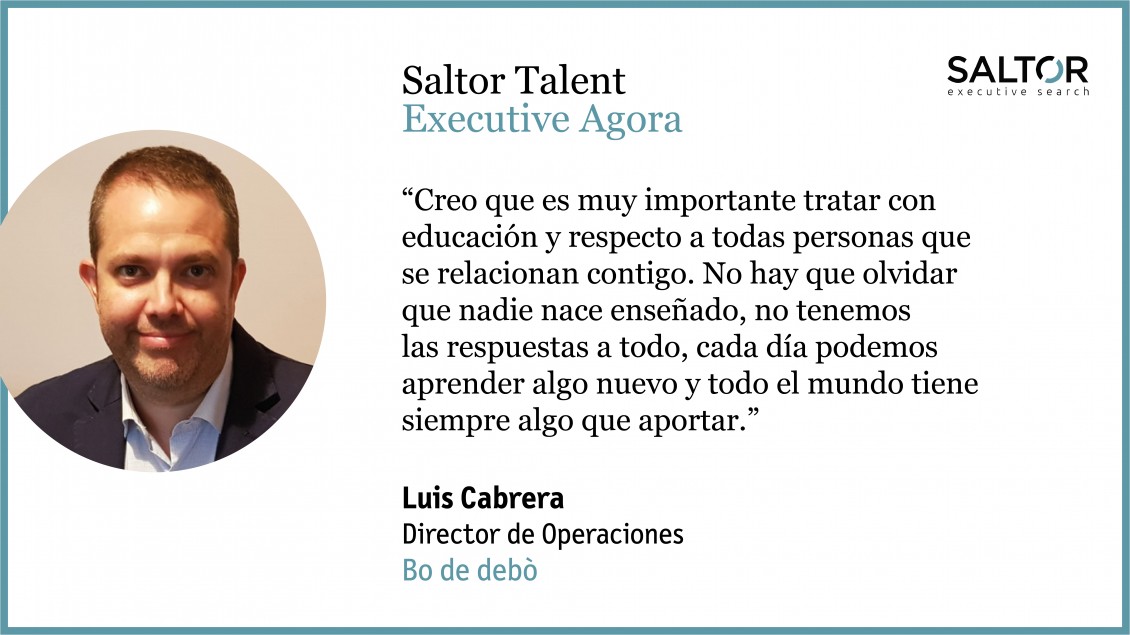 Saltor Talent
Executive Agora
SALTOR
executive search
“Creo que es muy importante tratar con
educación y respecto a todas personas que
se relacionan contigo. No hay que olvidar
que nadie nace enseñado, no tenemos
las respuestas a todo, cada día podemos
aprender algo nuevo y todo el mundo tiene
siempre algo que aportar.”
Luis Cabrera
Director de Operaciones
Bo de debò